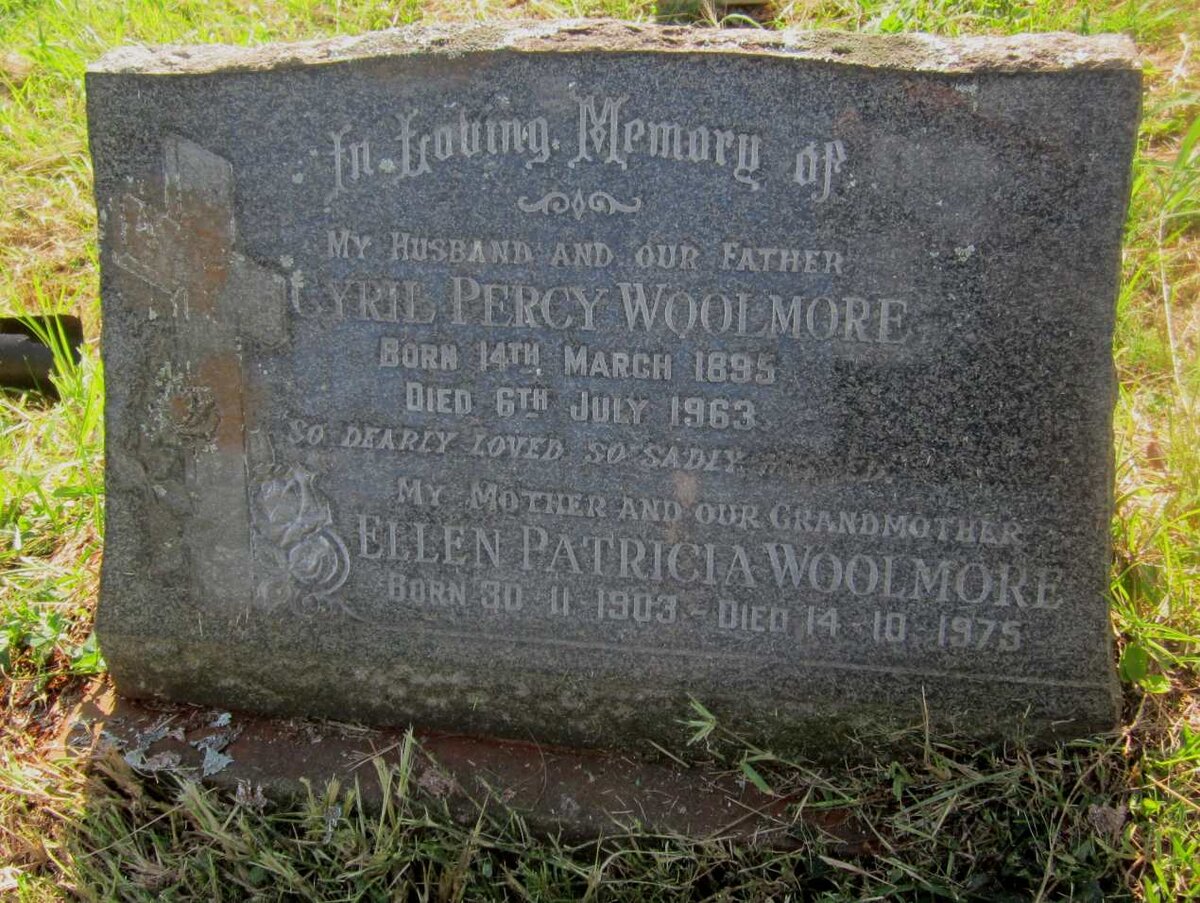 In Loving Memory of
My Husband and our Father
Cyril Percy Woolmore
Born 14th March 1895
Died 6th July 1963
So dearly loved so sadly
My Mother and our Grandmother
Ellen Patricia Woolmore
Born 30-11-1903 - Died 14-10-1975